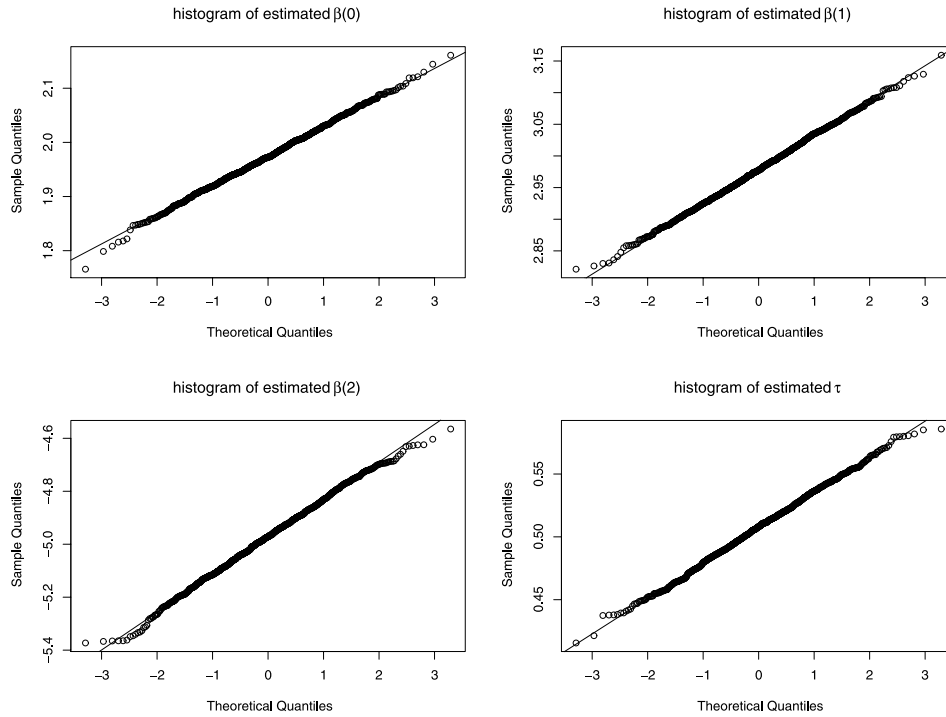 histogram of estimated β(0)
Sample Quantiles
2.1
2.0
1.9
1.8
−3 −2 −1 0 1 2 3
Theoretical Quantiles
histogram of estimated β(1)
Sample Quantiles
3.15
3.05
2.95
2.85
−3 −2 −1 0 1 2 3
Theoretical Quantiles
histogram of estimated β(2)
Sample Quantiles
−4.6
−4.8
−5.0
−5.2
−5.4
−3 −2 −1 0 1 2 3
Theoretical Quantiles
histogram of estimated τ
Sample Quantiles
0.55
0.50
0.45
−3 −2 −1 0 1 2 3
Theoretical Quantiles